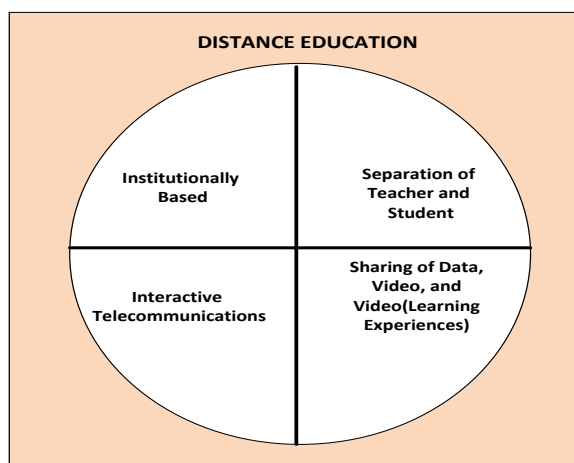 DISTANCE EDUCATION
Institutionally
Based
Separation of
Teacher and
Student
Interactive
Telecommunications
Sharing of Data,
Video, and
Video(Learning
Experiences)